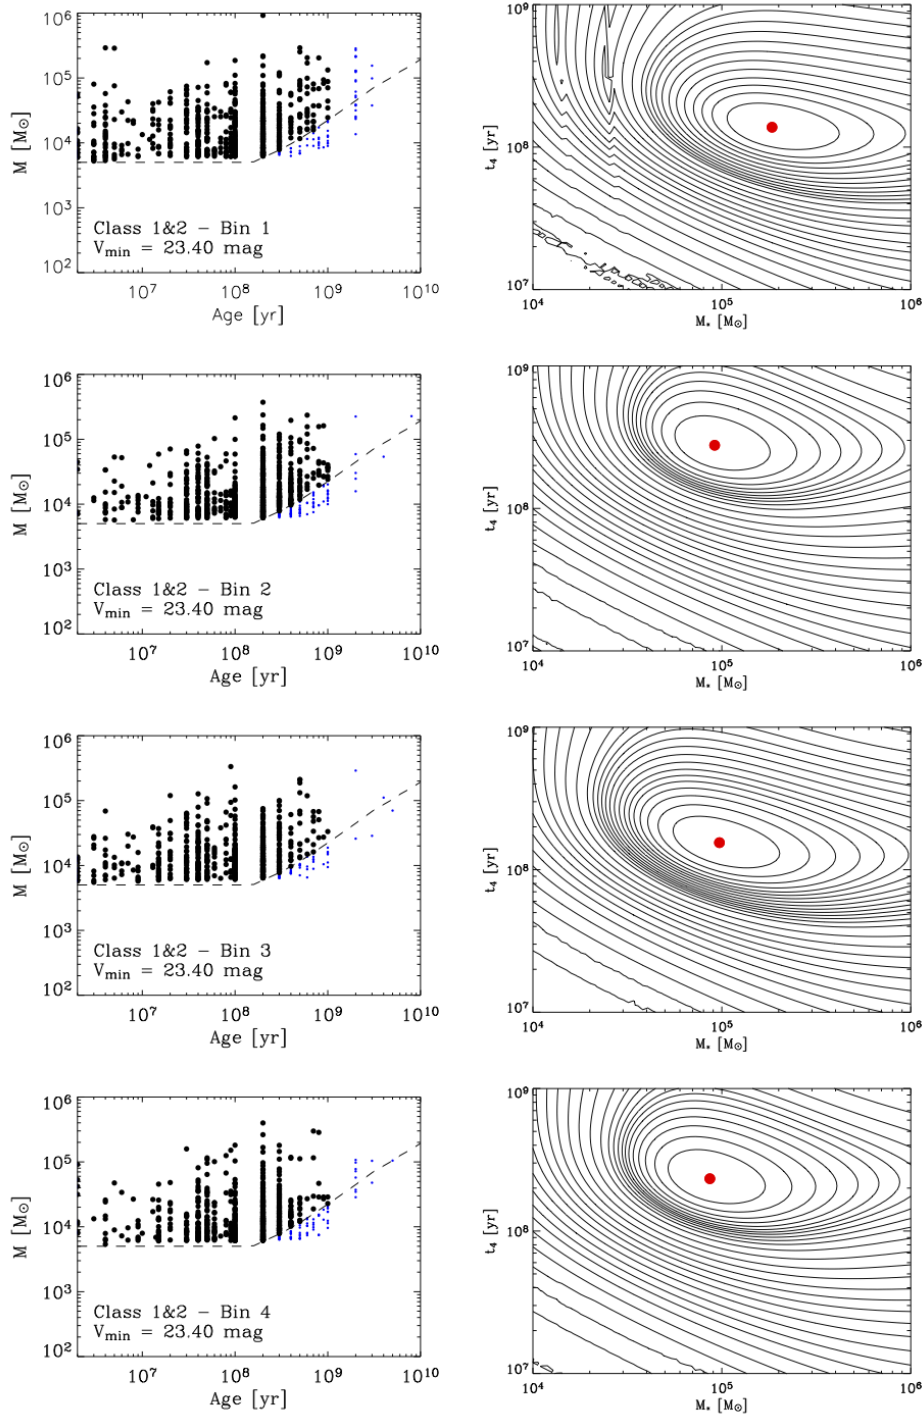 10⁶
10⁵
10⁴
10³
10²
M [M⊙]
Class 1&2 – Bin 1
Vmin = 23.40 mag
10⁷ 10⁸ 10⁹ 10¹⁰
Age [yr]
10⁹
10⁸
10⁷
t₄ [yr]
10⁴ 10⁵ 10⁶
M* [M⊙]
10⁶
10⁵
10⁴
10³
10²
M [M⊙]
Class 1&2 – Bin 2
Vmin = 23.40 mag
10⁷ 10⁸ 10⁹ 10¹⁰
Age [yr]
10⁹
10⁸
10⁷
t₄ [yr]
10⁴ 10⁵ 10⁶
M* [M⊙]
10⁶
10⁵
10⁴
10³
10²
M [M⊙]
Class 1&2 – Bin 3
Vmin = 23.40 mag
10⁷ 10⁸ 10⁹ 10¹⁰
Age [yr]
10⁹
10⁸
10⁷
t₄ [yr]
10⁴ 10⁵ 10⁶
M* [M⊙]
10⁶
10⁵
10⁴
10³
10²
M [M⊙]
Class 1&2 – Bin 4
Vmin = 23.40 mag
10⁷ 10⁸ 10⁹ 10¹⁰
Age [yr]
10⁹
10⁸
10⁷
t₄ [yr]
10⁴ 10⁵ 10⁶
M* [M⊙]